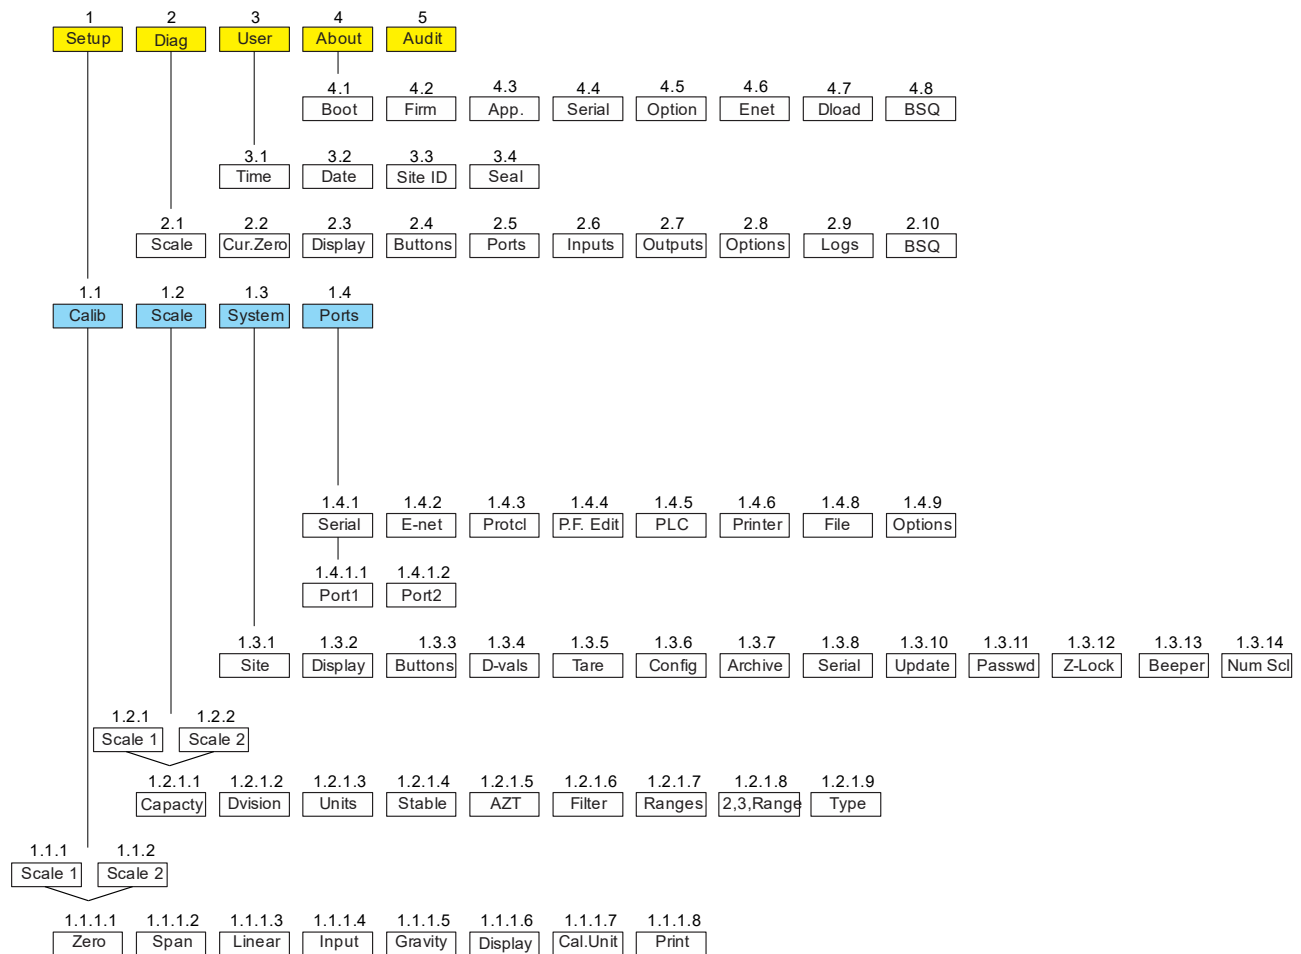 1 2 3 4 5
Setup Diag User About Audit
4.1 4.2 4.3 4.4 4.5 4.6 4.7 4.8
Boot Firm App. Serial Option Enet Dload BSQ
3.1 3.2 3.3 3.4
Time Date Site ID Seal
2.1 2.2 2.3 2.4 2.5 2.6 2.7 2.8 2.9 2.10
Scale Cur.Zero Display Buttons Ports Inputs Outputs Options Logs BSQ
1.1 1.2 1.3 1.4
Calib Scale System Ports
1.4.1 1.4.2 1.4.3 1.4.4 1.4.5 1.4.6 1.4.8 1.4.9
Serial E-net Protcl P.F. Edit PLC Printer File Options
1.4.1.1 1.4.1.2
Port1 Port2
1.3.1 1.3.2 1.3.3 1.3.4 1.3.5 1.3.6 1.3.7 1.3.8 1.3.10 1.3.11 1.3.12 1.3.13 1.3.14
Site Display Buttons D-vals Tare Config Archive Serial Update Passwd Z-Lock Beeper Num Scl
1.2.1 1.2.2
Scale 1 Scale 2
1.2.1.1 1.2.1.2 1.2.1.3 1.2.1.4 1.2.1.5 1.2.1.6 1.2.1.7 1.2.1.8 1.2.1.9
Capacty Dvision Units Stable AZT Filter Ranges 2,3,Range Type
1.1.1 1.1.2
Scale 1 Scale 2
1.1.1.1 1.1.1.2 1.1.1.3 1.1.1.4 1.1.1.5 1.1.1.6 1.1.1.7 1.1.1.8
Zero Span Linear Input Gravity Display Cal.Unit Print